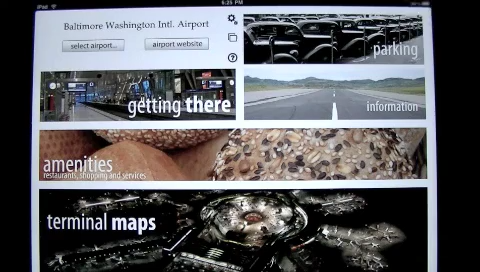 iPad
5:25 PM
Baltimore Washington Intl. Airport
select airport...
airport website
parking
getting there
information
amenities
restaurants, shopping and services
terminal maps